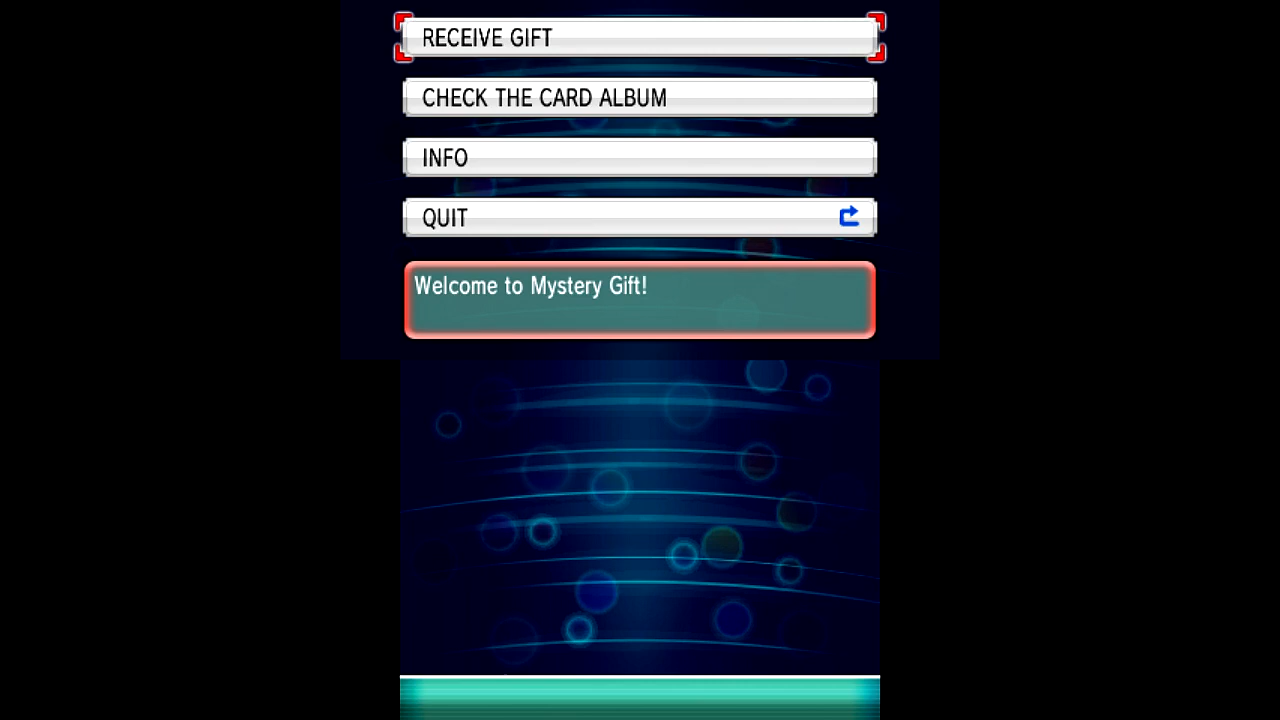 RECEIVE GIFT
CHECK THE CARD ALBUM
INFO
QUIT
Welcome to Mystery Gift!